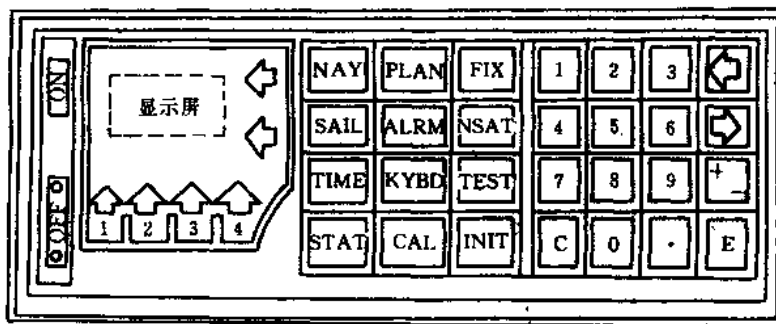 ON
显示屏
OFF
1 2 3 4
NAY PLAN FIX
SAIL ALRM NSAT
TIME KYBD TEST
STAT CAL INIT
1 2 3
4 5 6
7 8 9 + -
C 0 · E